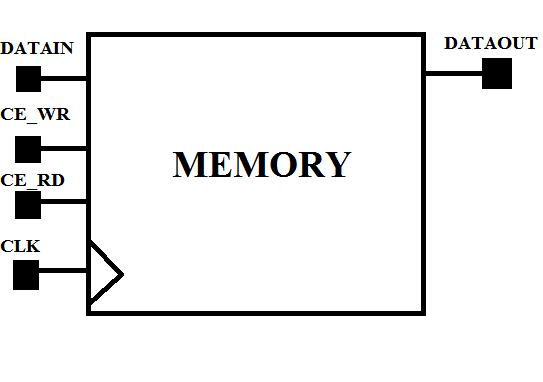 DATAIN
DATAOUT
CE_WR
MEMORY
CE_RD
CLK